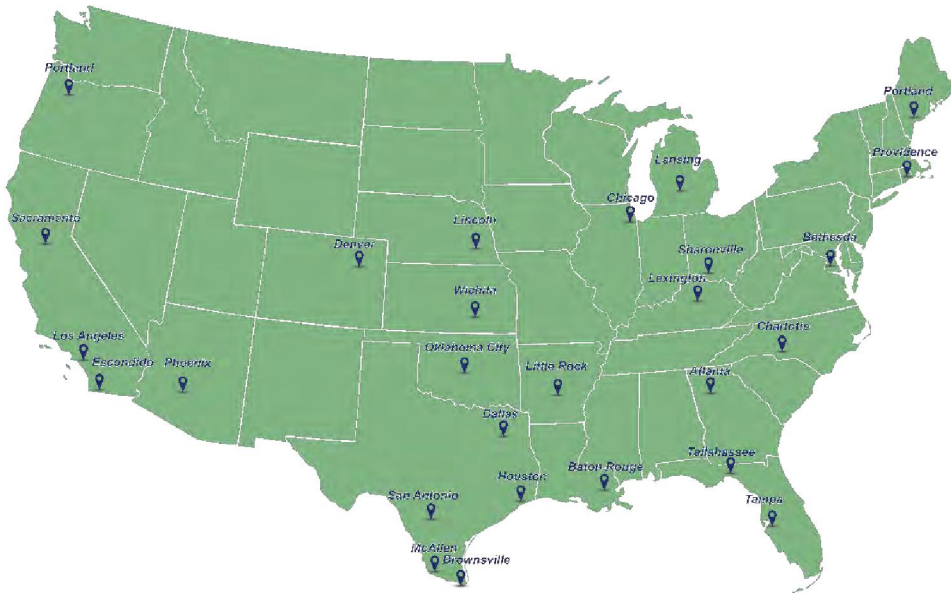 Portland
Portland
Providence
Lansing
Chicago
Sacramento
Lincoln
Denver
Bethesda
Sharonville
Lexington
Wichita
Charlotte
Los Angeles
Escondido
Phoenix
Oklahoma City
Little Rock
Atlanta
Dallas
Tallahassee
Baton Rouge
Houston
San Antonio
Tampa
McAllen
Brownsville